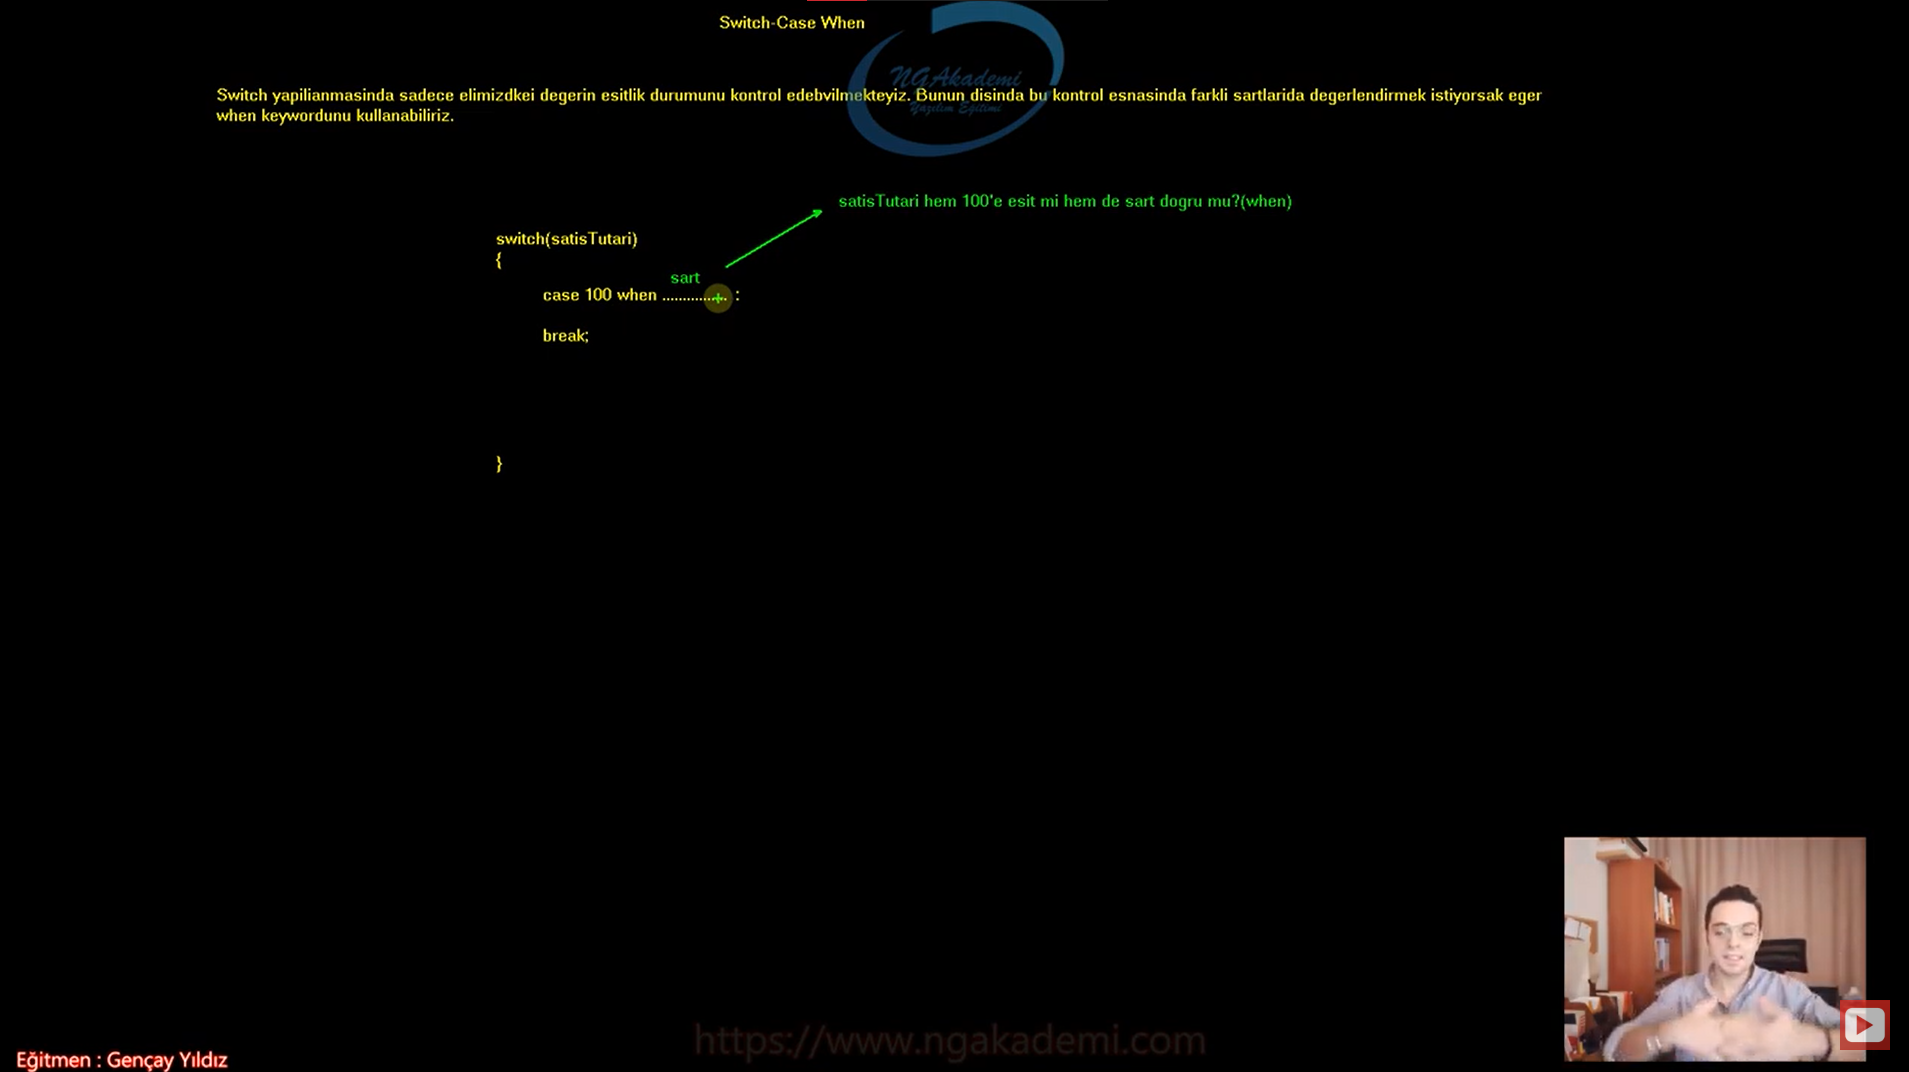 Switch-Case When
NGAkademi
Yazılım Eğitimi
Switch yapilianmasinda sadece elimizdkei degerin esitlik durumunu kontrol edebvilmekteyiz. Bunun disinda bu kontrol esnasinda farkli sartlarida degerlendirmek istiyorsak eger
when keywordunu kullanabiliriz.
satisTutari hem 100'e esit mi hem de sart dogru mu?(when)
switch(satisTutari)
{
sart
case 100 when ................ :
break;
}
https://www.ngakademi.com
Eğitmen : Gençay Yıldız